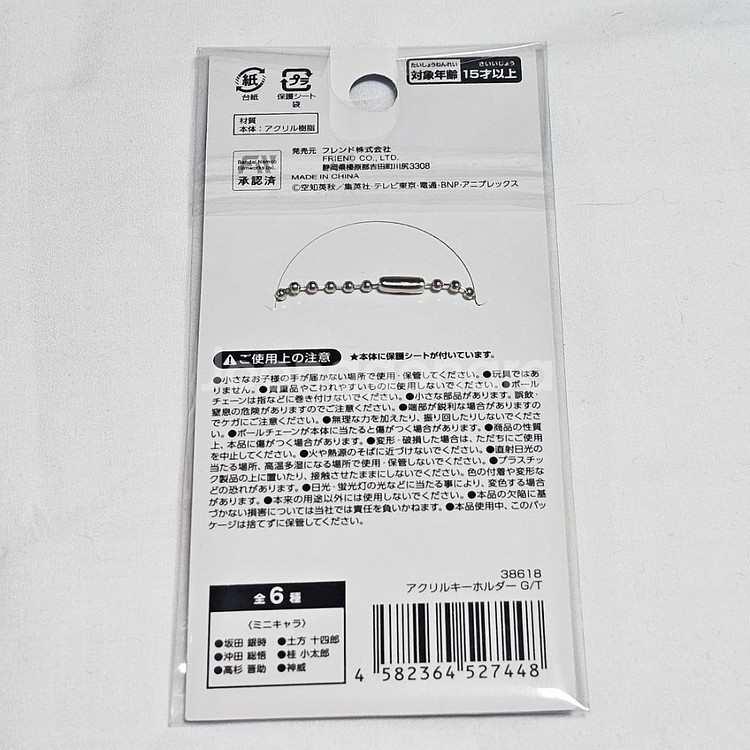 たいしょうねんれい さいいじょう
対象年齢 15才以上
紙 プラ
台紙 保護シート
袋
材質
本体：アクリル樹脂
Bandai Namco
Filmworks Inc.
承認済
発売元 フレンド株式会社
FRIEND CO., LTD.
静岡県榛原郡吉田町川尻3308
MADE IN CHINA
©空知英秋／集英社・テレビ東京・電通・BNP・アニプレックス
ご使用上の注意 ★本体に保護シートが付いています。
●小さなお子様の手が届かない場所で使用・保管してください。●玩具ではあ
りません。●貴重品やこわれやすいものに使用しないでください。●ボール
チェーンは指などに巻き付けないでください。●小さな部品があります。誤飲・
窒息の危険がありますのでご注意ください。●端部が鋭利な場合がありますの
でケガにご注意ください。●無理な力を加えたり、振り回したりしないでください。
●ボールチェーンが本体に当たると傷がつく場合があります。●商品の性質
上、本品に傷がつく場合があります。●変形・破損した場合は、ただちにご使用
を中止してください。●火や熱源のそばに近づけないでください。●直射日光の
当たる場所、高温多湿になる場所で使用・保管しないでください。●プラスチッ
ク製品の上に置いたり、接触させたままにしないでください。色の付着や変形な
どの恐れがあります。●日光・蛍光灯の光などに当たる事により、変色する場合
があります。●本来の用途以外には使用しないでください。●本品の欠陥に基
づかない損害については当社では責任を負いかねます。●本品使用中、このパッ
ケージは捨てずに保管してください。
38618
アクリルキーホルダー G/T
全6種
〈ミニキャラ〉
●坂田 銀時 ●土方 十四郎
●沖田 総悟 ●桂 小太郎
●高杉 晋助 ●神威
4 582364 527448